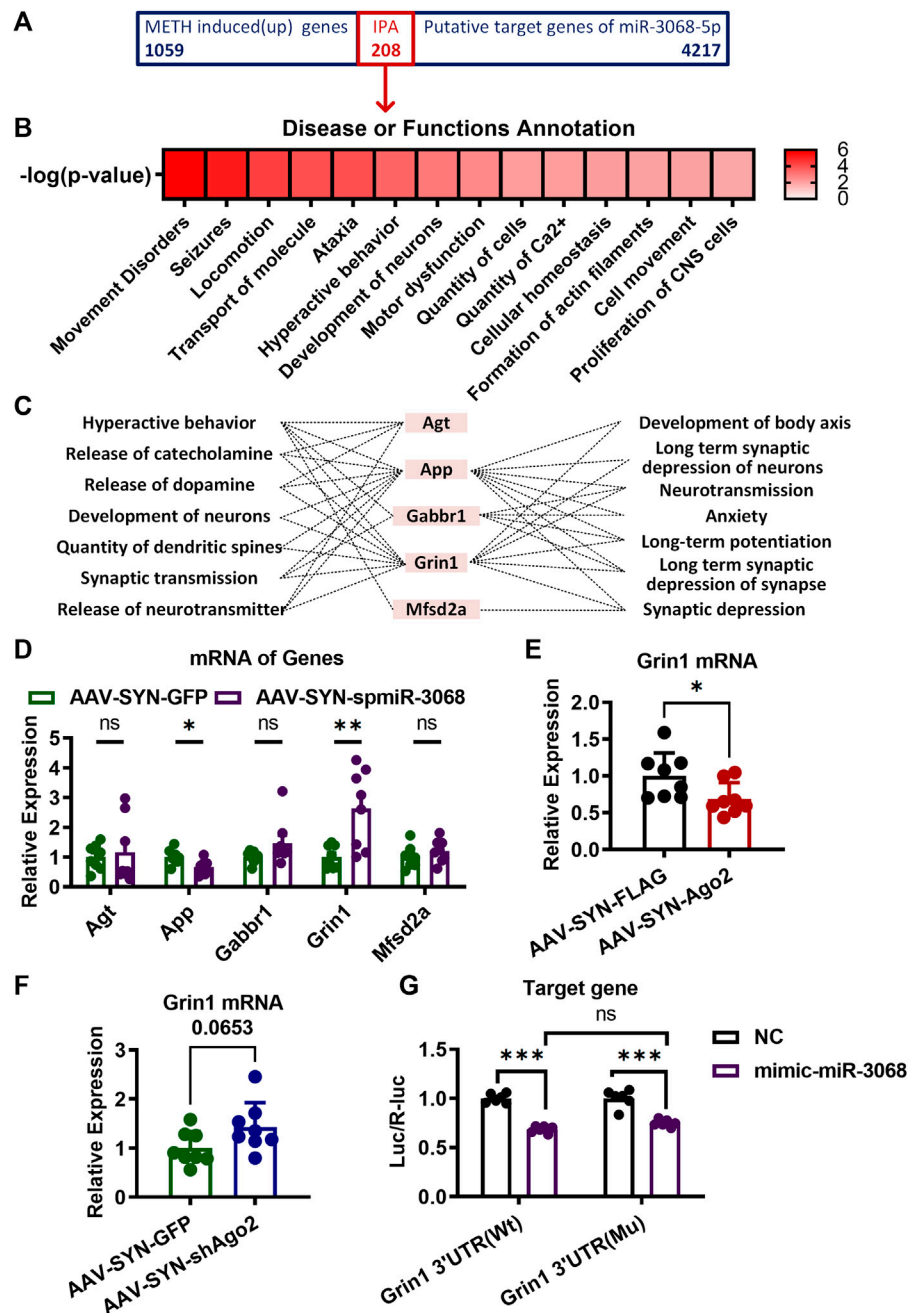 A
METH induced(up) genes
1059
IPA
208
Putative target genes of miR-3068-5p
4217
B
Disease or Functions Annotation
-log(p-value)
6
4
2
0
Movement Disorders
Seizures
Locomotion
Transport of molecule
Ataxia
Hyperactive behavior
Development of neurons
Motor dysfunction
Quantity of cells
Quantity of Ca2+
Cellular homeostasis
Formation of actin filaments
Cell movement
Proliferation of CNS cells
C
Hyperactive behavior
Release of catecholamine
Release of dopamine
Development of neurons
Quantity of dendritic spines
Synaptic transmission
Release of neurotransmitter
Agt
App
Gabbr1
Grin1
Mfsd2a
Development of body axis
Long term synaptic
depression of neurons
Neurotransmission
Anxiety
Long-term potentiation
Long term synaptic
depression of synapse
Synaptic depression
D
mRNA of Genes
AAV-SYN-GFP
AAV-SYN-spmiR-3068
ns
*
ns
**
ns
Relative Expression
5
4
3
2
1
0
Agt
App
Gabbr1
Grin1
Mfsd2a
E
Grin1 mRNA
*
Relative Expression
2.0
1.5
1.0
0.5
0.0
AAV-SYN-FLAG
AAV-SYN-Ago2
F
Grin1 mRNA
0.0653
Relative Expression
3
2
1
0
AAV-SYN-GFP
AAV-SYN-shAgo2
G
Target gene
ns
***
***
NC
mimic-miR-3068
Luc/R-luc
1.5
1.0
0.5
0.0
Grin1 3'UTR(Wt)
Grin1 3'UTR(Mu)